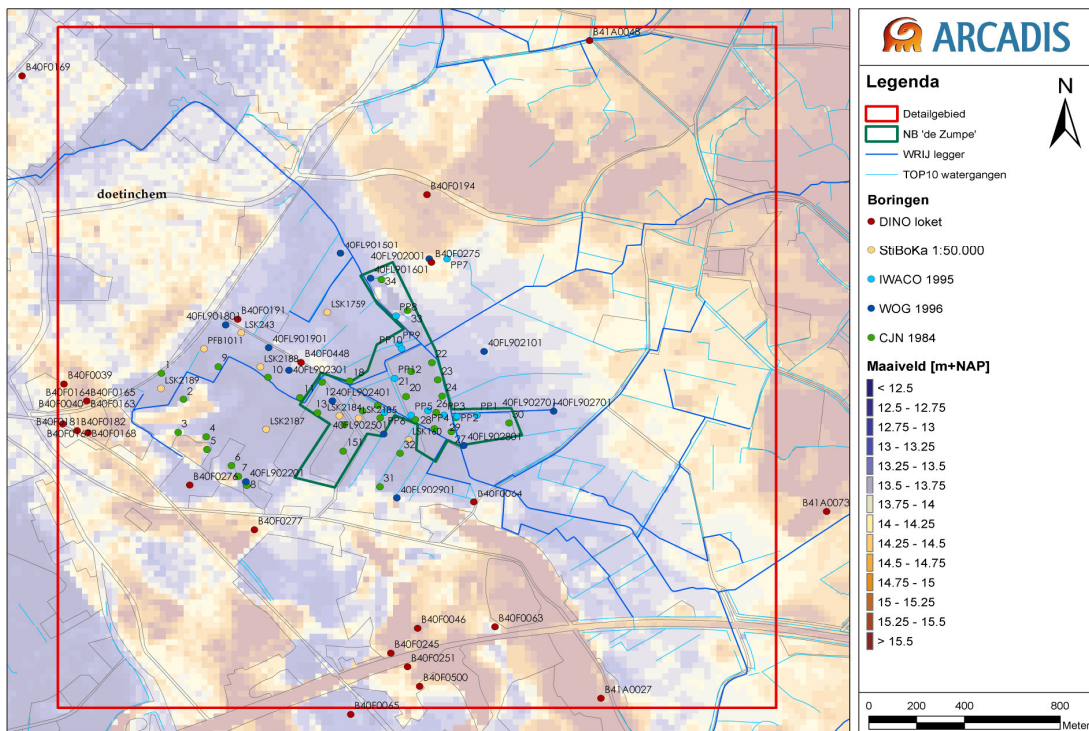 B41A0048
B40F0169
doetinchem
B40F0194
40FL901501
40FL902001
B40F0275
PP7
40FL901601
34
LSK1759
PP8
33
B40F0191
40FL901801
LSK243
PP9
PP10
PFB1011
40FL901901
40FL902101
B40F0448
LSK2188
22
1
9
10
40FL902301
18
PP12
21
23
B40F0039
LSK2189
24
B40F0164
B40F0165
2
12
40FL902401
20
B40F0040
B40F0163
13
LSK2184
LSK2185
PP5
26
PP3
PP1
40FL902701
40FL902701
PP4
PP2
30
B40F0182
B40F0168
3
4
LSK2187
40FL902501
PP6
28
29
LSK180
27
40FL902801
5
151
32
6
7
B40F0276
40FL902201
8
31
40FL902901
B40F0064
B41A0073
B40F0277
B40F0046
B40F0063
B40F0245
B40F0251
B40F0500
B41A0027
B40F0065
ARCADIS
Legenda
N
Detailgebied
NB 'de Zumpe'
WRIJ legger
TOP10 watergangen
Boringen
DINO loket
StiBoKa 1:50.000
IWACO 1995
WOG 1996
CJN 1984
Maaiveld [m+NAP]
< 12.5
12.5 - 12.75
12.75 - 13
13 - 13.25
13.25 - 13.5
13.5 - 13.75
13.75 - 14
14 - 14.25
14.25 - 14.5
14.5 - 14.75
14.75 - 15
15 - 15.25
15.25 - 15.5
> 15.5
0 200 400 800
Meter